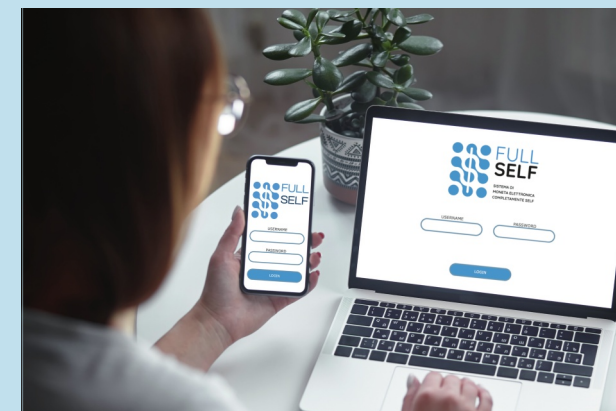 FULL
SELF
USERNAME
PASSWORD
LOGIN
FULL
SELF
SISTEMA DI
MONETA ELETTRONICA
COMPLETAMENTE SELF
USERNAME
PASSWORD
LOGIN